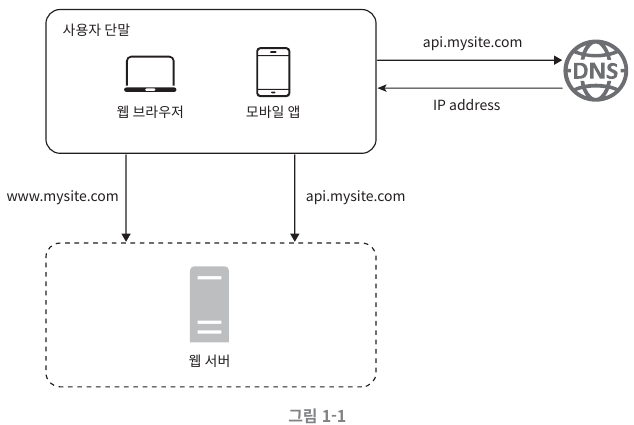 사용자 단말
웹 브라우저
모바일 앱
api.mysite.com
DNS
IP address
www.mysite.com
api.mysite.com
웹 서버
그림 1-1